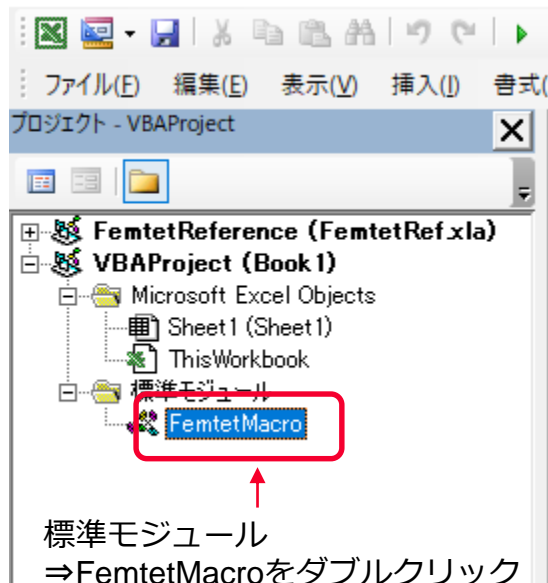 ファイル(F) 編集(E) 表示(V) 挿入(I) 書式(
プロジェクト - VBAProject
FemtetReference (FemtetRef.xla)
VBAProject (Book1)
Microsoft Excel Objects
Sheet1 (Sheet1)
ThisWorkbook
標準モジュール
FemtetMacro
標準モジュール
⇒FemtetMacroをダブルクリック